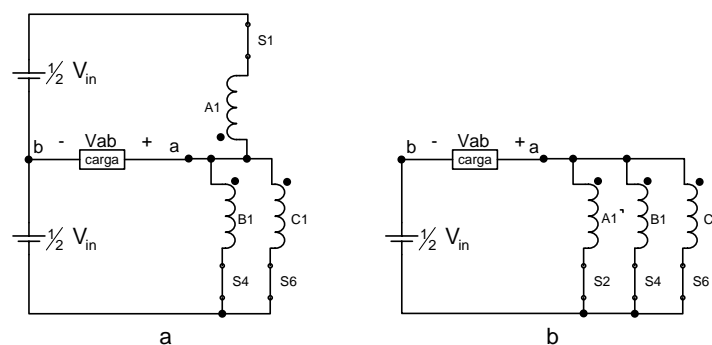 S1
½ Vin
A1
b - Vab + a
carga
B1
C1
½ Vin
S4
S6
a
b - Vab + a
carga
A1
B1
C
½ Vin
S2
S4
S6
b